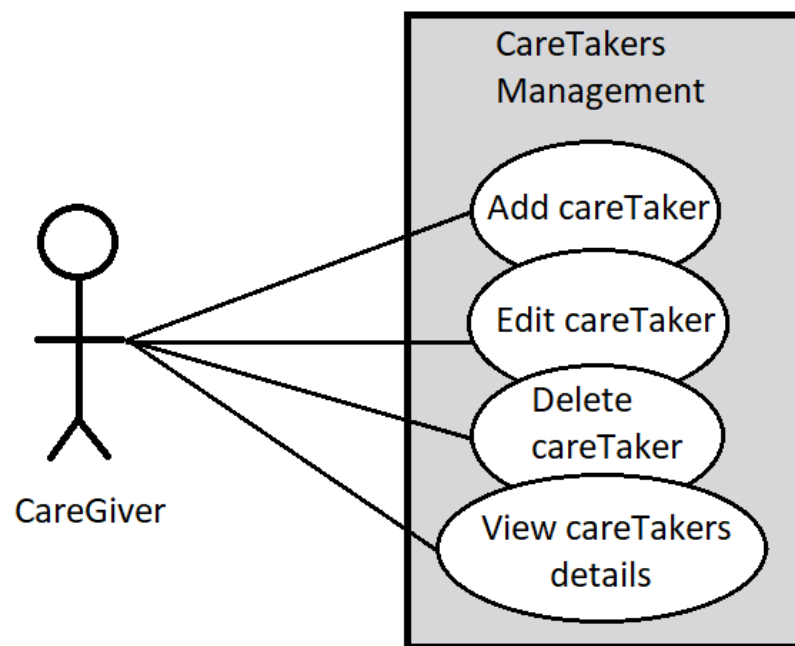 CareTakers
Management
Add careTaker
Edit careTaker
Delete
careTaker
View careTakers
details
CareGiver